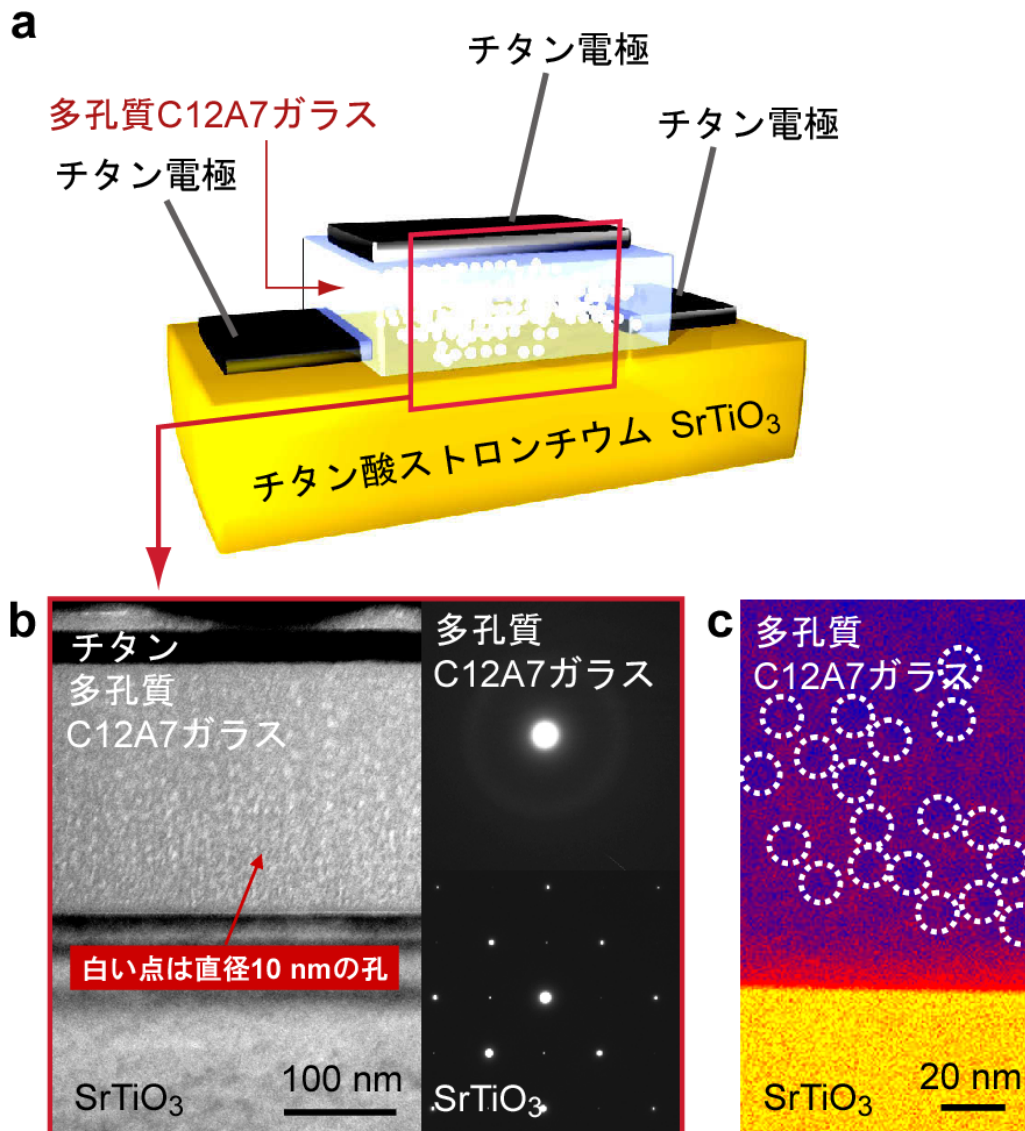 a
チタン電極
多孔質C12A7ガラス
チタン電極
チタン電極
チタン酸ストロンチウム SrTiO₃
b
チタン
多孔質
C12A7ガラス
白い点は直径10 nmの孔
SrTiO₃
100 nm
多孔質
C12A7ガラス
SrTiO₃
c
多孔質
C12A7ガラス
SrTiO₃
20 nm